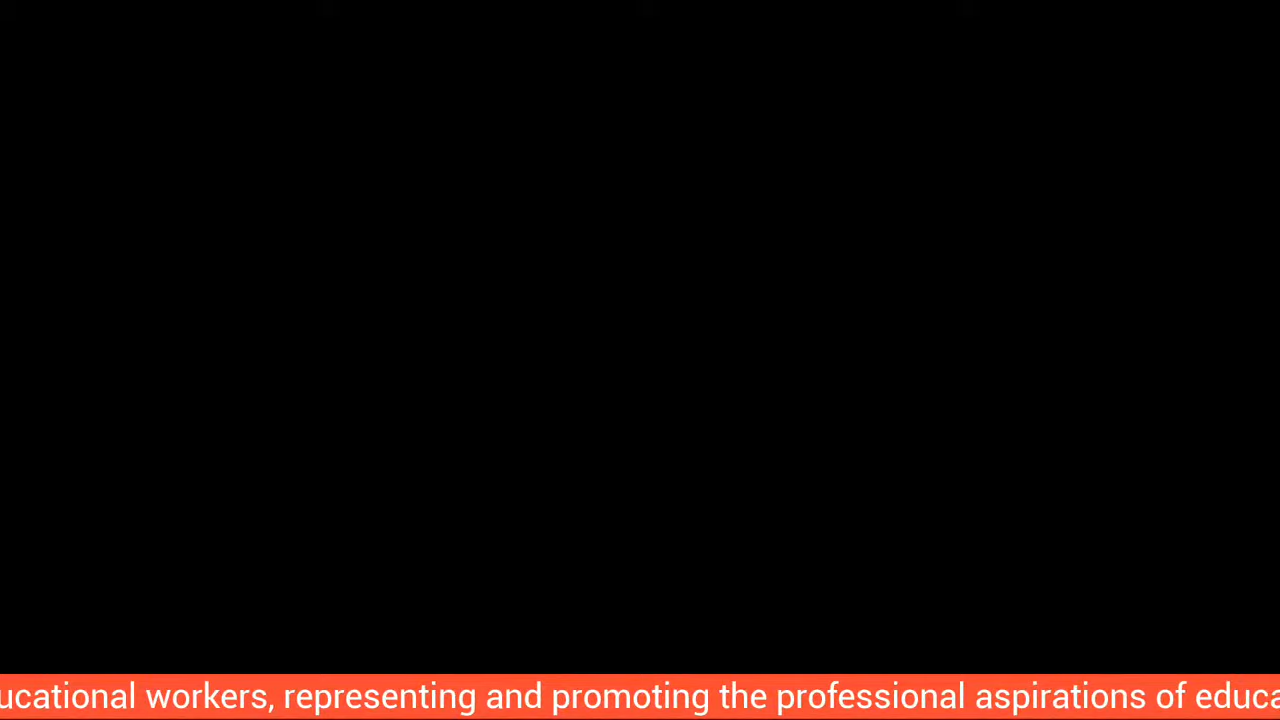 ucational workers, representing and promoting the professional aspirations of educa